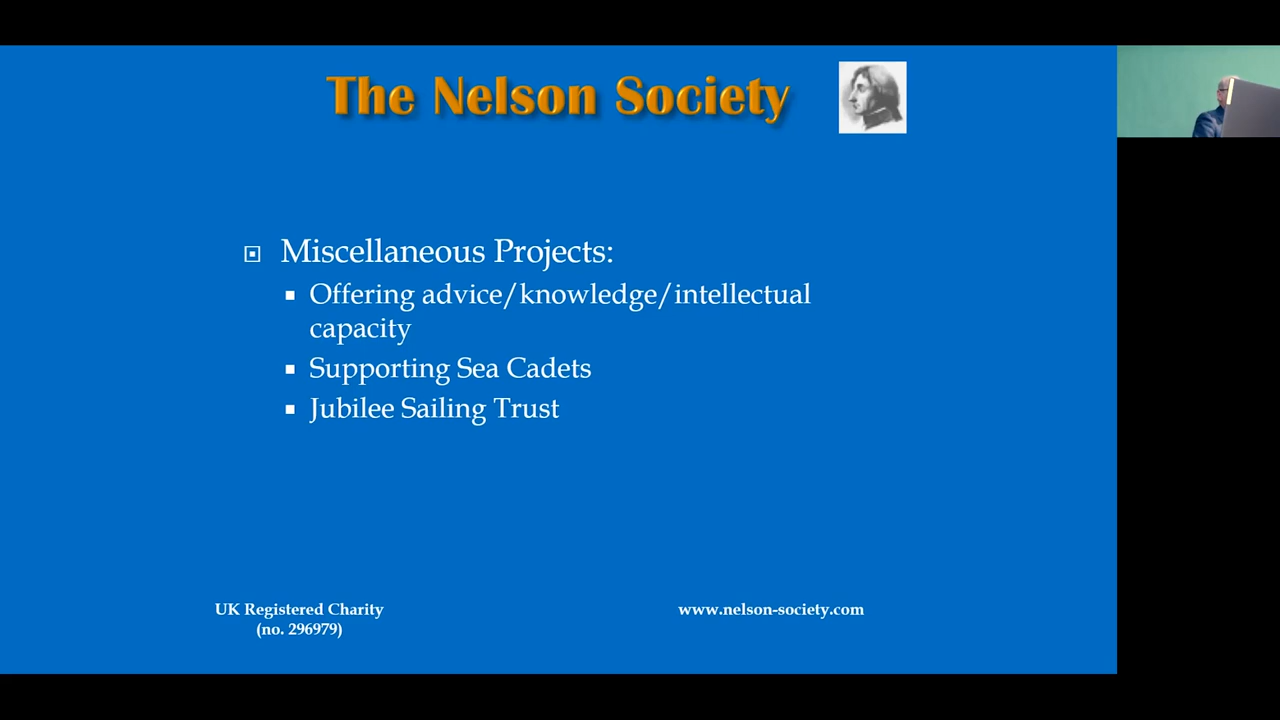 The Nelson Society
Miscellaneous Projects:
Offering advice/knowledge/intellectual
capacity
Supporting Sea Cadets
Jubilee Sailing Trust
UK Registered Charity
(no. 296979)
www.nelson-society.com